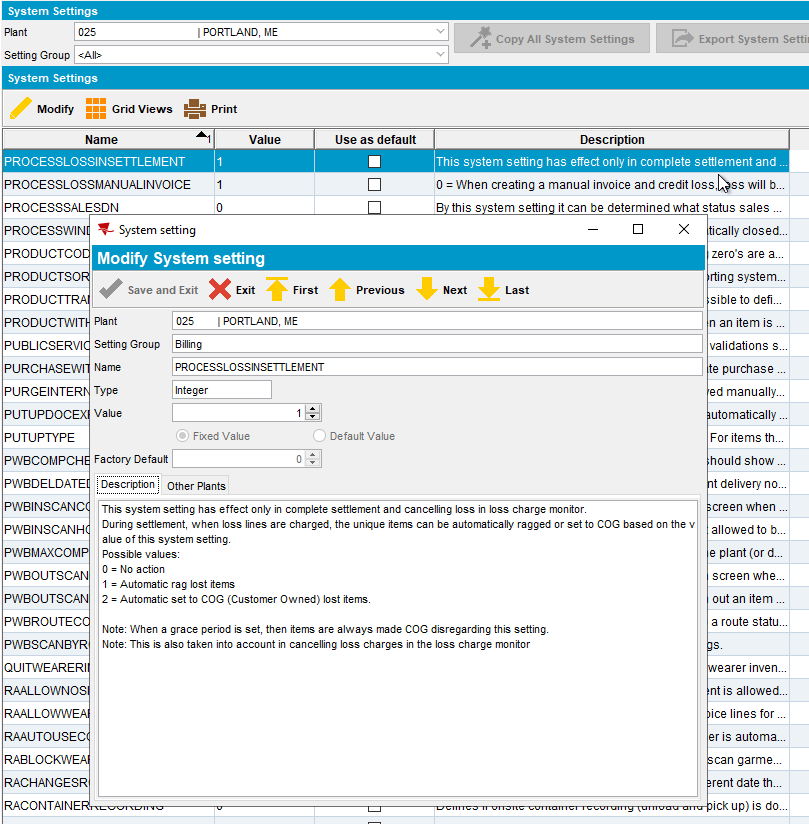 System Settings
Plant 025 | PORTLAND, ME
Copy All System Settings Export System Setti
Setting Group <All>
System Settings
Modify Grid Views Print
Name 1 Value Use as default Description
PROCESSLOSSINSETTLEMENT 1 This system setting has effect only in complete settlement and ...
PROCESSLOSSMANUALINVOICE 1 0 = When creating a manual invoice and credit loss, loss will b...
PROCESSSALESDN 0 By this system setting it can be determined what status sales ...
PROCESSWIND atically closed...
PRODUCTCOD zero's are a...
PRODUCTSOR orting system...
PRODUCTTRA ssible to defi...
PRODUCTWITH n an item is ...
PUBLICSERVIC validations s...
PURCHASEWIT te purchase ...
PURGEINTERN ved manually...
PUTUPDOCEX automatically ...
PUTUPTYPE For items th...
PWBCOMPCHE should show ...
PWBDELDATE nt delivery no...
PWBINSCANCO screen when ...
PWBINSCANHO t allowed to b...
PWBMAXCOMP e plant (or d...
PWBOUTSCAN screen whe...
PWBOUTSCAN out an item ...
PWBROUTECO a route statu...
PWBSCANBYR gs.
QUITWEARERI wearer inven...
RAALLOWNOS nt is allowed...
RAALLOWWEA oice lines for ...
RAAUTOUSECO er is automa...
RABLOCKWEA scan garme...
RACHANGESR erent date th...
RACONTAINERRECORDING 0 Defines if onsite container recording (unload and pick up) is do...
System setting
Modify System setting
Save and Exit Exit First Previous Next Last
Plant 025 | PORTLAND, ME
Setting Group Billing
Name PROCESSLOSSINSETTLEMENT
Type Integer
Value 1
Fixed Value Default Value
Factory Default 0
Description Other Plants
This system setting has effect only in complete settlement and cancelling loss in loss charge monitor.
During settlement, when loss lines are charged, the unique items can be automatically ragged or set to COG based on the v
alue of this system setting.
Possible values:
0 = No action
1 = Automatic rag lost items
2 = Automatic set to COG (Customer Owned) lost items.
Note: When a grace period is set, then items are always made COG disregarding this setting.
Note: This is also taken into account in cancelling loss charges in the loss charge monitor